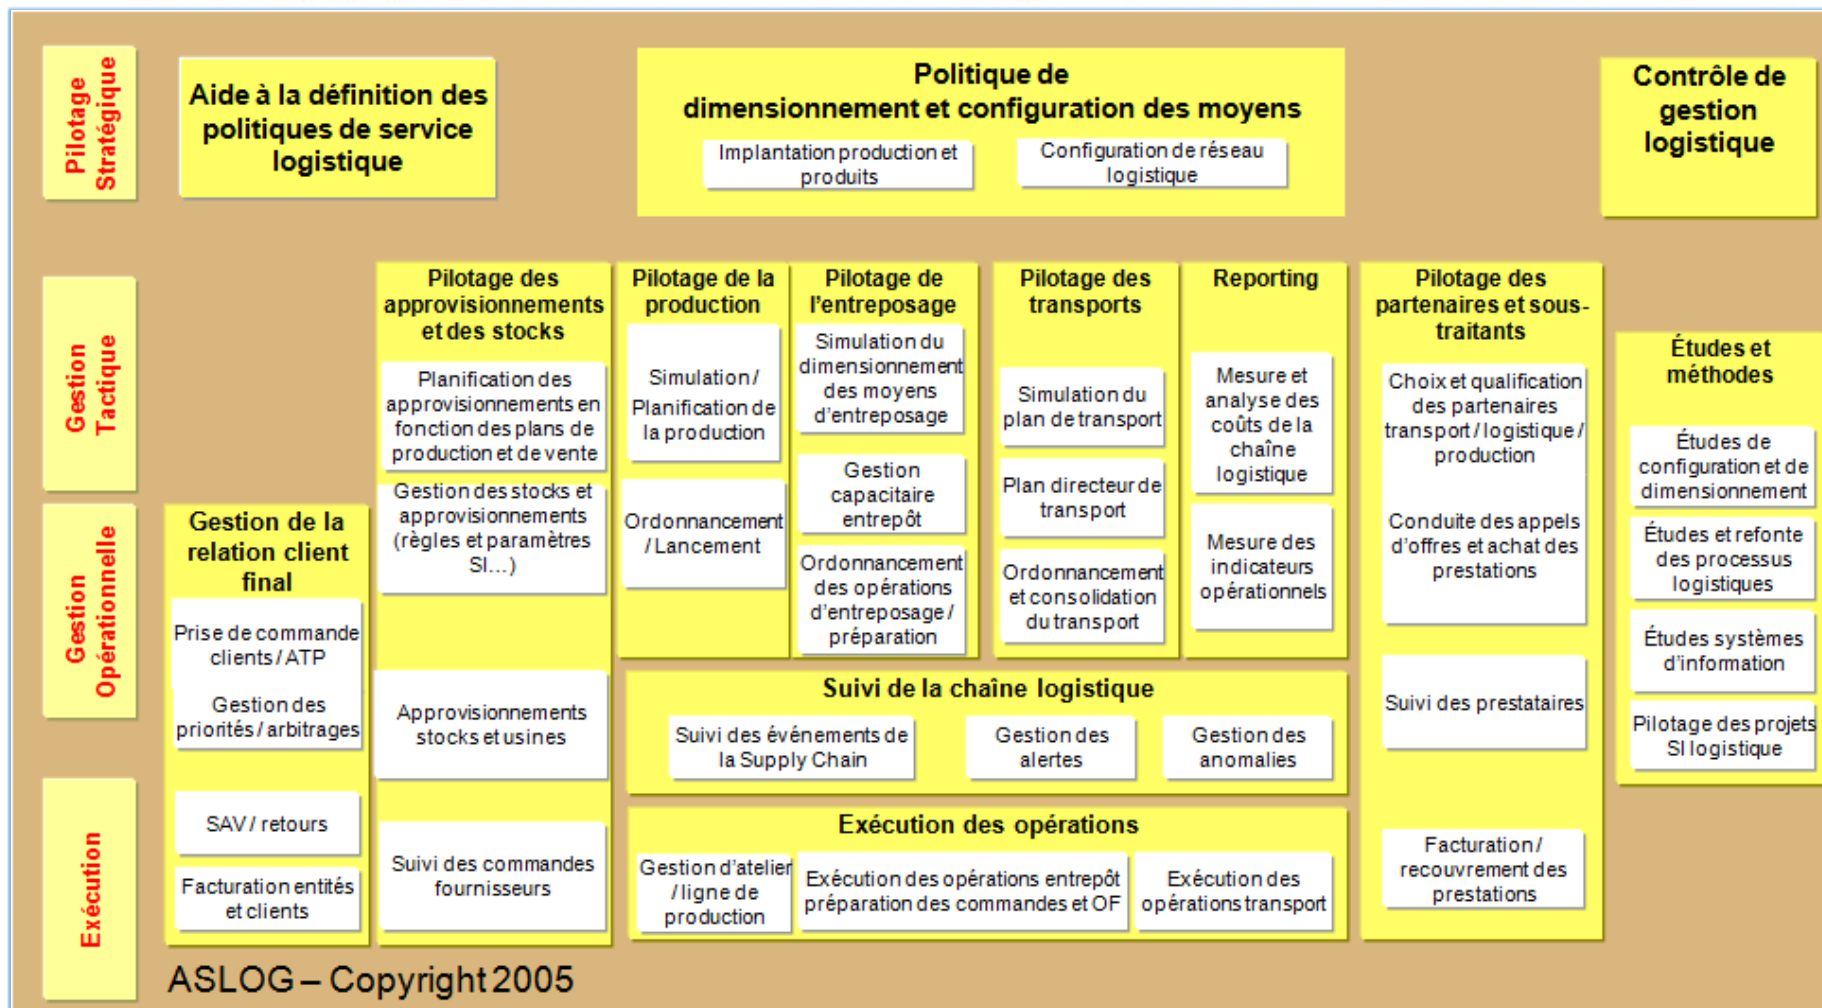 Pilotage
Stratégique
Aide à la définition des
politiques de service
logistique
Politique de
dimensionnement et configuration des moyens
Implantation production et
produits
Configuration de réseau
logistique
Contrôle de
gestion
logistique
Gestion
Tactique
Gestion
Opérationnelle
Exécution
Gestion de la
relation client
final
Prise de commande
clients / ATP
Gestion des
priorités / arbitrages
SAV / retours
Facturation entités
et clients
Pilotage des
approvisionnements
et des stocks
Planification des
approvisionnements en
fonction des plans de
production et de vente
Gestion des stocks et
approvisionnements
(règles et paramètres
SI…)
Approvisionnements
stocks et usines
Suivi des commandes
fournisseurs
Pilotage de la
production
Simulation /
Planification de
la production
Ordonnancement
/ Lancement
Pilotage de
l’entreposage
Simulation du
dimensionnement
des moyens
d’entreposage
Gestion
capacitaire
entrepôt
Ordonnancement
des opérations
d’entreposage /
préparation
Pilotage des
transports
Simulation du
plan de transport
Plan directeur de
transport
Ordonnancement
et consolidation
du transport
Reporting
Mesure et
analyse des
coûts de la
chaîne
logistique
Mesure des
indicateurs
opérationnels
Suivi de la chaîne logistique
Suivi des événements de
la Supply Chain
Gestion des
alertes
Gestion des
anomalies
Exécution des opérations
Gestion d’atelier
/ ligne de
production
Exécution des opérations entrepôt
préparation des commandes et OF
Exécution des
opérations transport
Pilotage des
partenaires et sous-
traitants
Choix et qualification
des partenaires
transport / logistique /
production
Conduite des appels
d’offres et achat des
prestations
Suivi des prestataires
Facturation /
recouvrement des
prestations
Études et
méthodes
Études de
configuration et de
dimensionnement
Études et refonte
des processus
logistiques
Études systèmes
d’information
Pilotage des projets
SI logistique
ASLOG – Copyright 2005